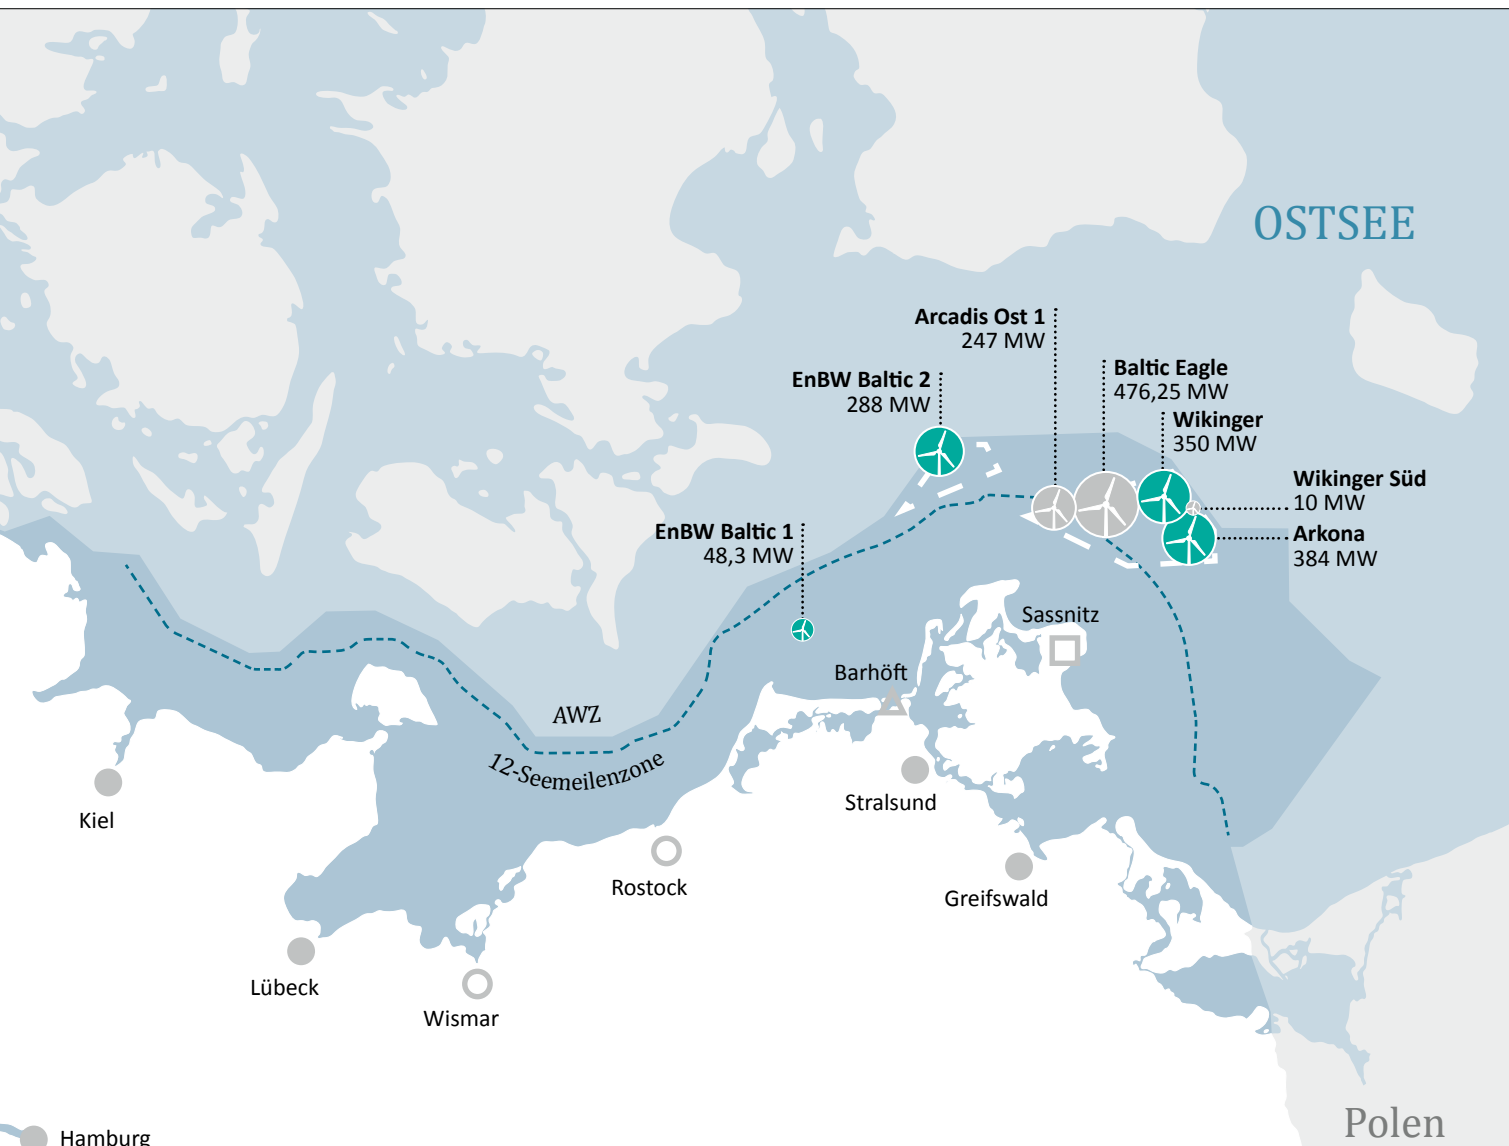 OSTSEE
Arcadis Ost 1
247 MW
EnBW Baltic 2
288 MW
Baltic Eagle
476,25 MW
Wikinger
350 MW
Wikinger Süd
10 MW
EnBW Baltic 1
48,3 MW
Arkona
384 MW
Sassnitz
Barhöft
AWZ
12-Seemeilenzone
Kiel
Stralsund
Rostock
Greifswald
Lübeck
Wismar
Polen
Hamburg